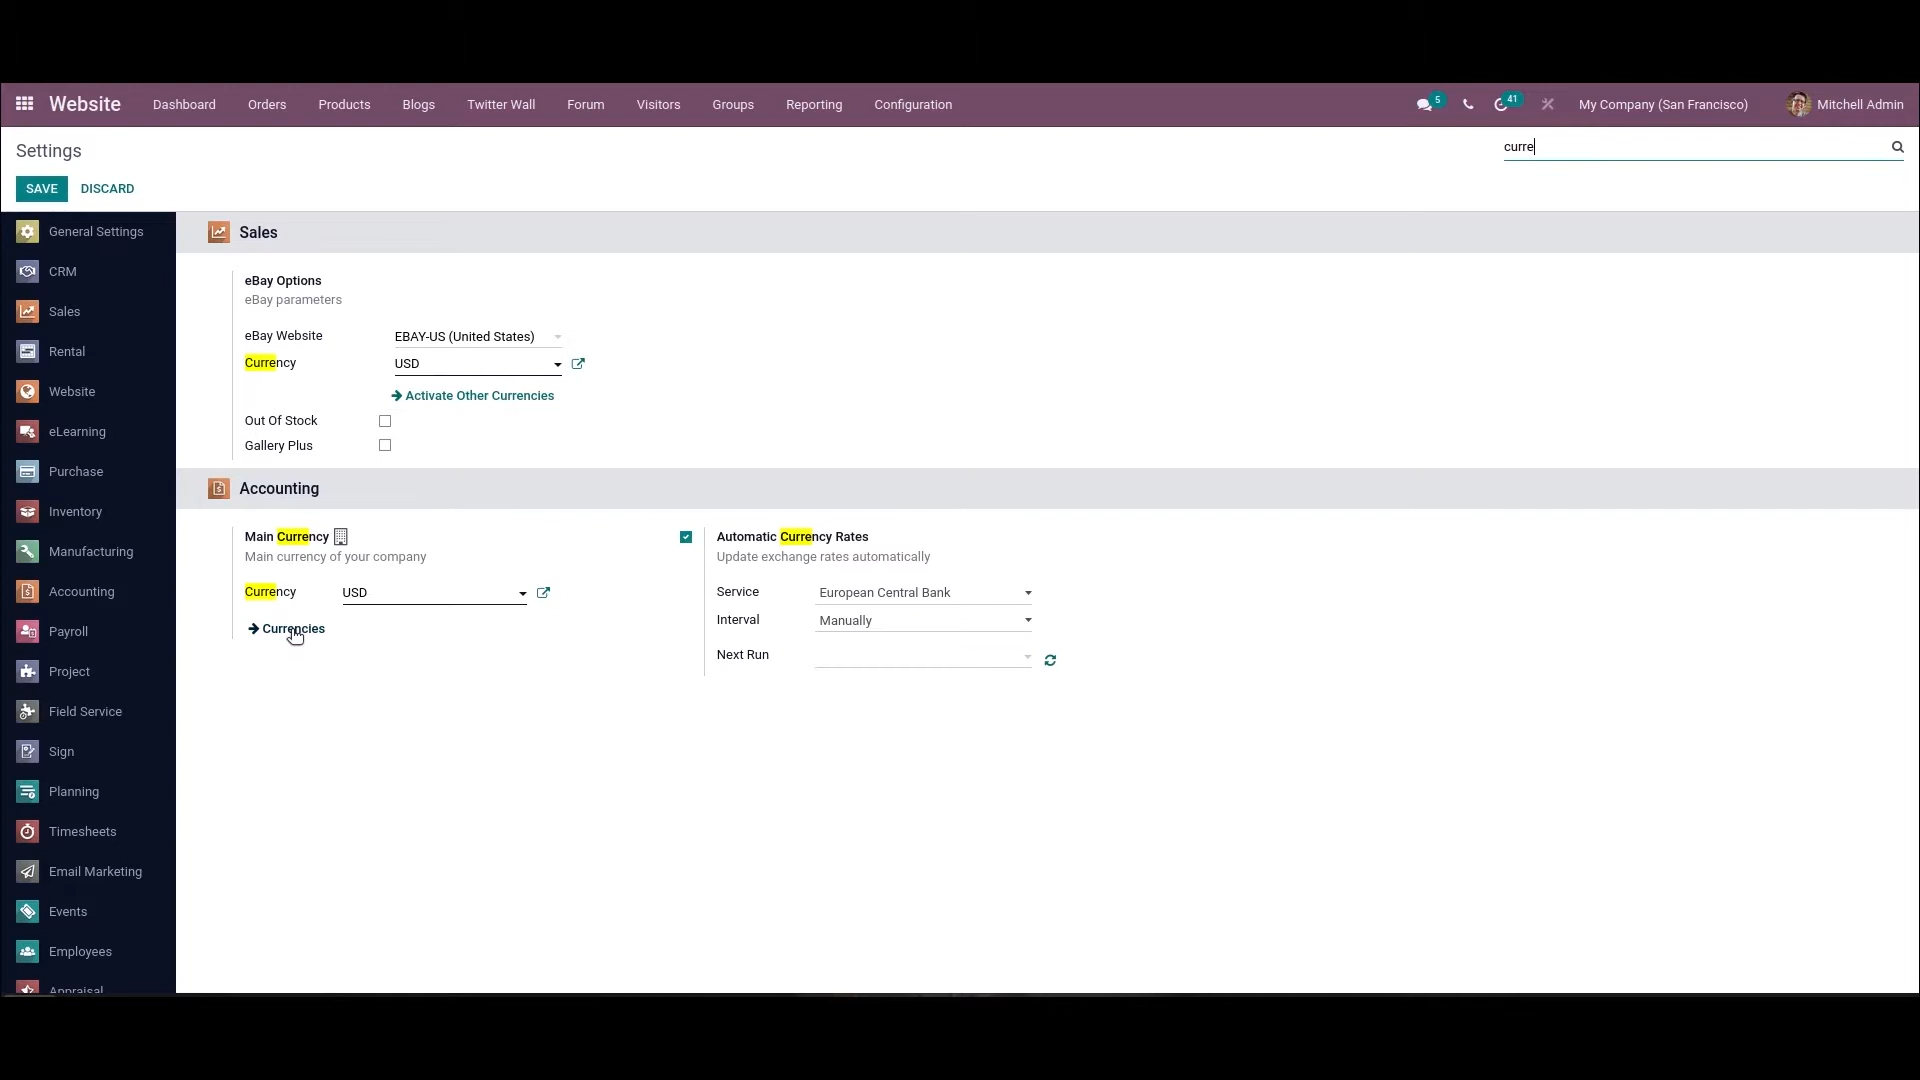 Website Dashboard Orders Products Blogs Twitter Wall Forum Visitors Groups Reporting Configuration 5 41 My Company (San Francisco) Mitchell Admin
Settings curre
SAVE DISCARD
General Settings
CRM
Sales
Rental
Website
eLearning
Purchase
Inventory
Manufacturing
Accounting
Payroll
Project
Field Service
Sign
Planning
Timesheets
Email Marketing
Events
Employees
Appraisal
Sales
eBay Options
eBay parameters
eBay Website EBAY-US (United States)
Currency USD
Activate Other Currencies
Out Of Stock
Gallery Plus
Accounting
Main Currency
Main currency of your company
Currency USD
Currencies
Automatic Currency Rates
Update exchange rates automatically
Service European Central Bank
Interval Manually
Next Run